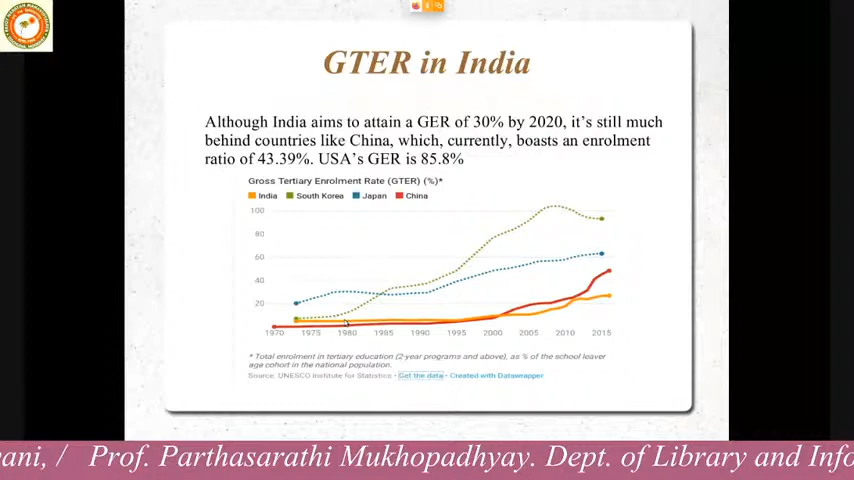 GTER in India
Although India aims to attain a GER of 30% by 2020, it's still much
behind countries like China, which, currently, boasts an enrolment
ratio of 43.39%. USA's GER is 85.8%
Gross Tertiary Enrolment Rate (GTER) (%)*
India South Korea Japan China
100
80
60
40
20
1970 1975 1980 1985 1990 1995 2000 2005 2010 2015
* Total enrolment in tertiary education (2-year programs and above), as % of the school leaver
age cohort in the national population.
Source: UNESCO Institute for Statistics • Get the data • Created with Datawrapper
ani, / Prof. Parthasarathi Mukhopadhyay. Dept. of Library and Info